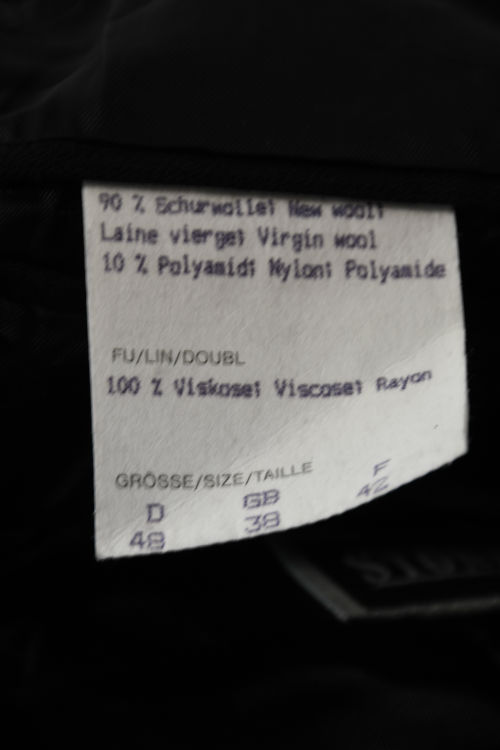 90 % Schurwolle; New wool;
Laine vierge; Virgin wool
10 % Polyamid; Nylon; Polyamide
FU/LIN/DOUBL
100 % Viskose; Viscose; Rayon
GRÖSSE/SIZE/TAILLE
D GB F
48 38 42